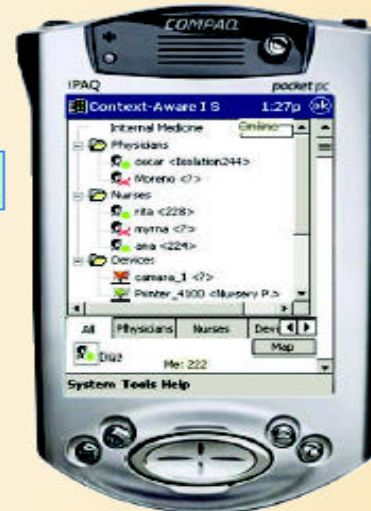 COMPAQ
iPAQ pocket pc
Context-Aware I S 1:27p ok
Internal Medicine
Physicians
oscar <Isolation244>
Moreno <?>
Nurses
rita <228>
myrna <?>
ana <224>
Devices
camara_1 <?>
Printer_4100 <Nursery P.>
All Physicians Nurses Devi
Map
Diaz
Me: 222
System Tools Help